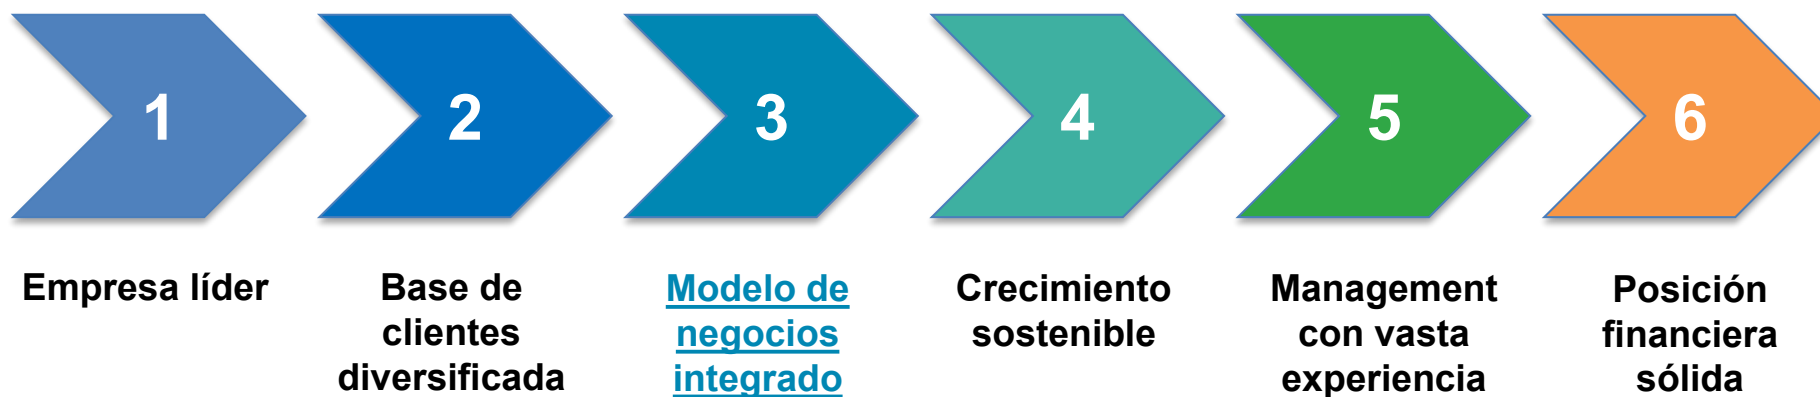 1
2
3
4
5
6
Empresa líder
Base de
clientes
diversificada
Modelo de
negocios
integrado
Crecimiento
sostenible
Management
con vasta
experiencia
Posición
financiera
sólida